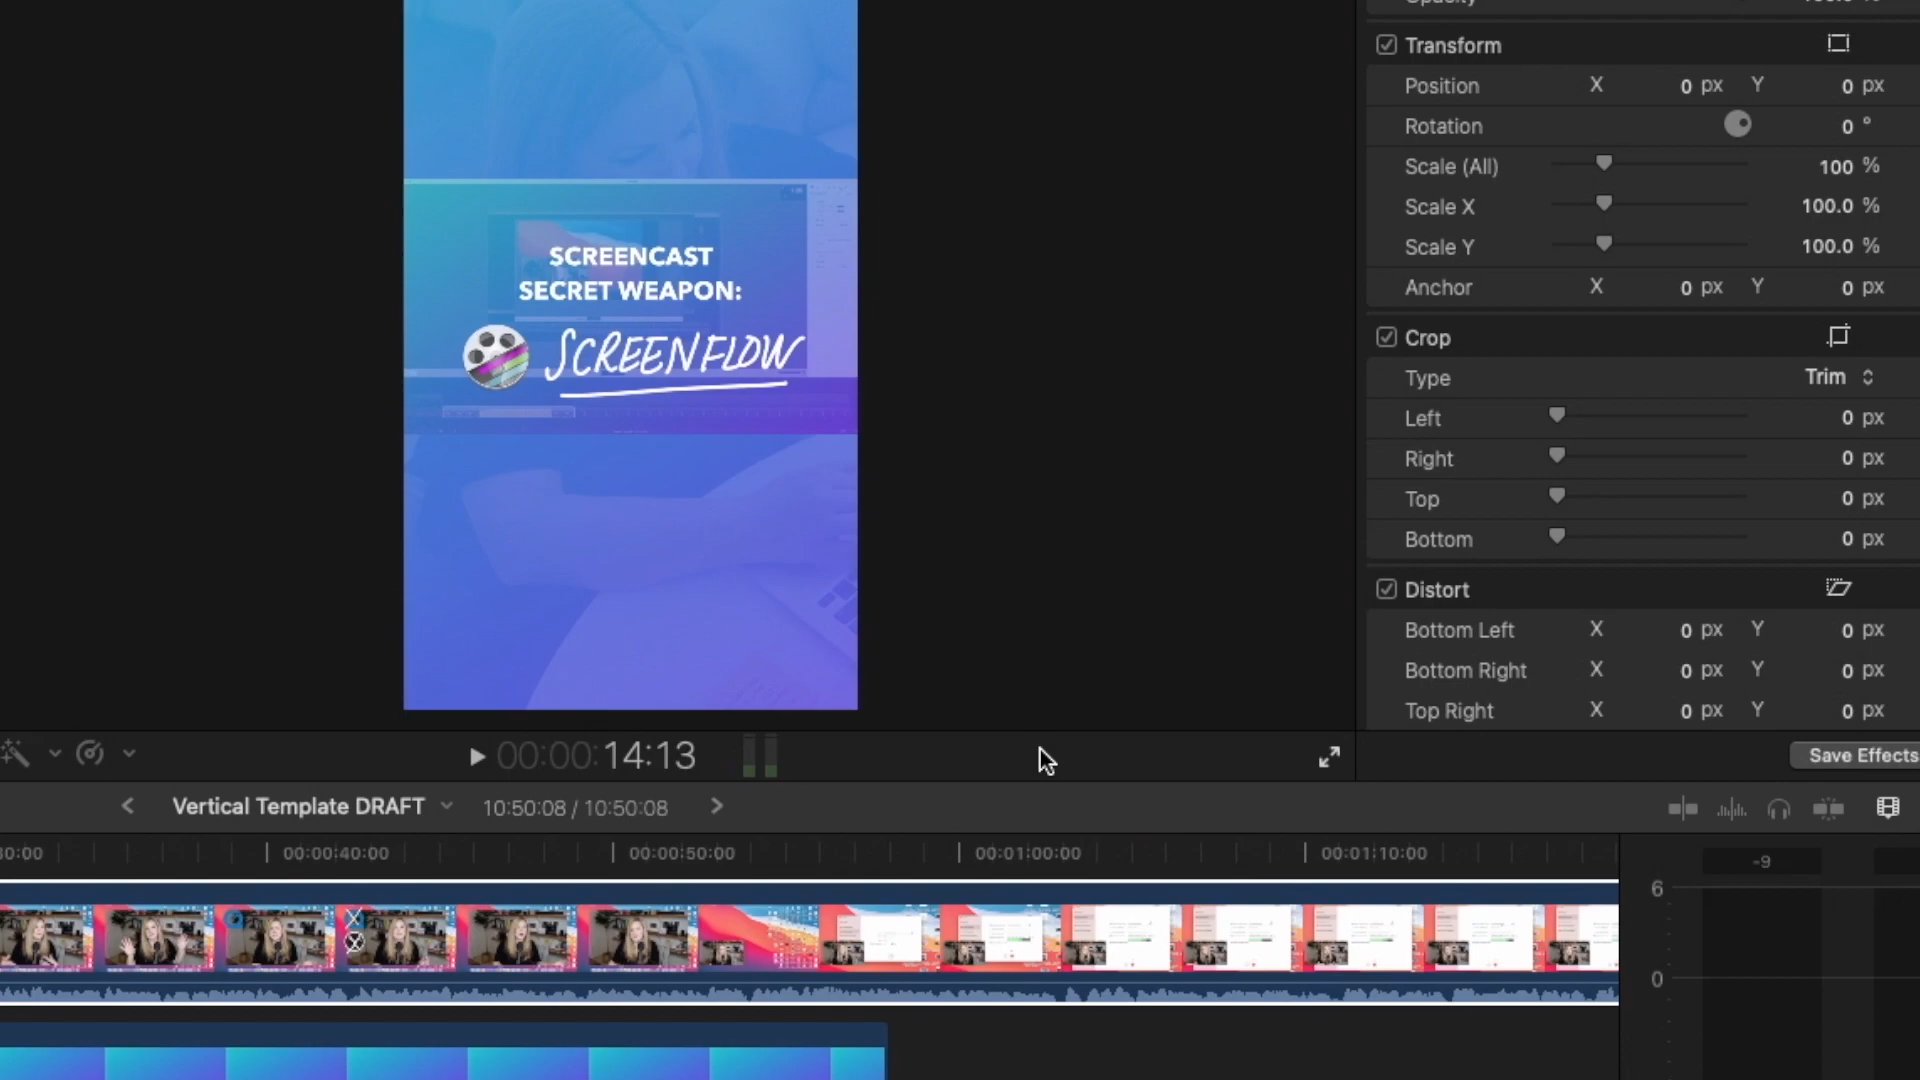 Opacity
Transform
Position X 0 px Y 0 px
Rotation 0 °
Scale (All) 100 %
Scale X 100.0 %
Scale Y 100.0 %
Anchor X 0 px Y 0 px
Crop
Type Trim
Left 0 px
Right 0 px
Top 0 px
Bottom 0 px
Distort
Bottom Left X 0 px Y 0 px
Bottom Right X 0 px Y 0 px
Top Right X 0 px Y 0 px
SCREENCAST
SECRET WEAPON:
SCREENFLOW
00:00:14:13
Save Effects
Vertical Template DRAFT 10:50:08 / 10:50:08
30:00 00:00:40:00 00:00:50:00 00:01:00:00 00:01:10:00
-9
6
0